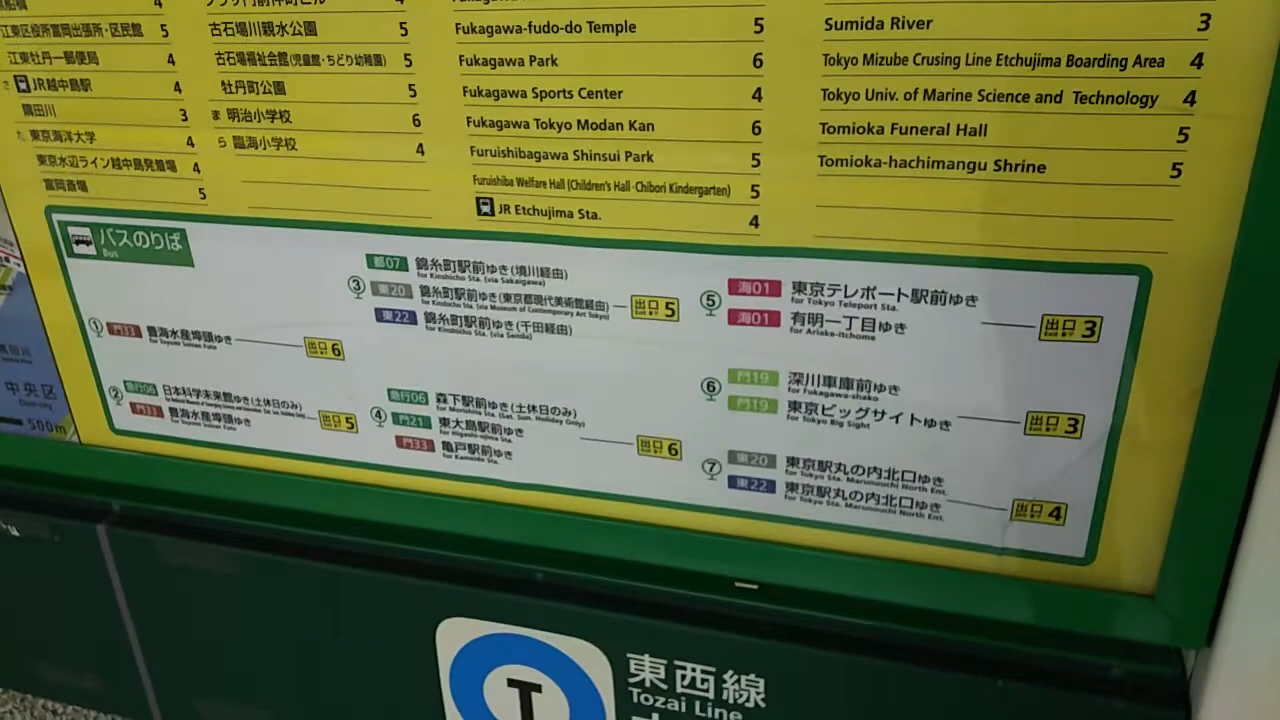 4
江東区役所富岡出張所・区民館 5
江東牡丹一郵便局 4
JR越中島駅 4
隅田川 3
た 東京海洋大学 4
東京水辺ライン越中島発着場 4
富岡斎場 5
4
古石場川親水公園 5
古石場福祉会館(児童館・ちどり幼稚園) 5
牡丹町公園 5
ま 明治小学校 6
ら 臨海小学校 4
Fukagawa-fudo-do Temple 5
Fukagawa Park 6
Fukagawa Sports Center 4
Fukagawa Tokyo Modan Kan 6
Furuishibagawa Shinsui Park 5
Furuishiba Welfare Hall (Children's Hall·Chibori Kindergarten) 5
JR Etchujima Sta. 4
Sumida River 3
Tokyo Mizube Crusing Line Etchujima Boarding Area 4
Tokyo Univ. of Marine Science and Technology 4
Tomioka Funeral Hall 5
Tomioka-hachimangu Shrine 5
中央区
500m
バスのりば
Bus
① 門33 豊海水産埠頭ゆき 出口 6
for Toyomi Suisan Futo
② 急行06 日本科学未来館ゆき(土休日のみ)
門33 豊海水産埠頭ゆき 出口 5
for Toyomi Suisan Futo
③ 都07 錦糸町駅前ゆき(境川経由)
for Kinshicho Sta. (via Sakaigawa)
東20 錦糸町駅前ゆき(東京都現代美術館経由) 出口 5
for Kinshicho Sta. (via Museum of Contemporary Art Tokyo)
東22 錦糸町駅前ゆき(千田経由)
for Kinshicho Sta. (via Senda)
④ 急行06 森下駅前ゆき(土休日のみ)
for Morishita Sta. (Sat. Sun. Holiday Only)
門21 東大島駅前ゆき 出口 6
for Higashi-ojima Sta.
門33 亀戸駅前ゆき
for Kameido Sta.
⑤ 海01 東京テレポート駅前ゆき
for Tokyo Teleport Sta.
海01 有明一丁目ゆき 出口 3
for Ariake-itchome
⑥ 門19 深川車庫前ゆき
for Fukagawa-shako
門19 東京ビッグサイトゆき 出口 3
for Tokyo Big Sight
⑦ 東20 東京駅丸の内北口ゆき
for Tokyo Sta. Marunouchi North Ent.
東22 東京駅丸の内北口ゆき 出口 4
for Tokyo Sta. Marunouchi North Ent.
T
東西線
Tozai Line